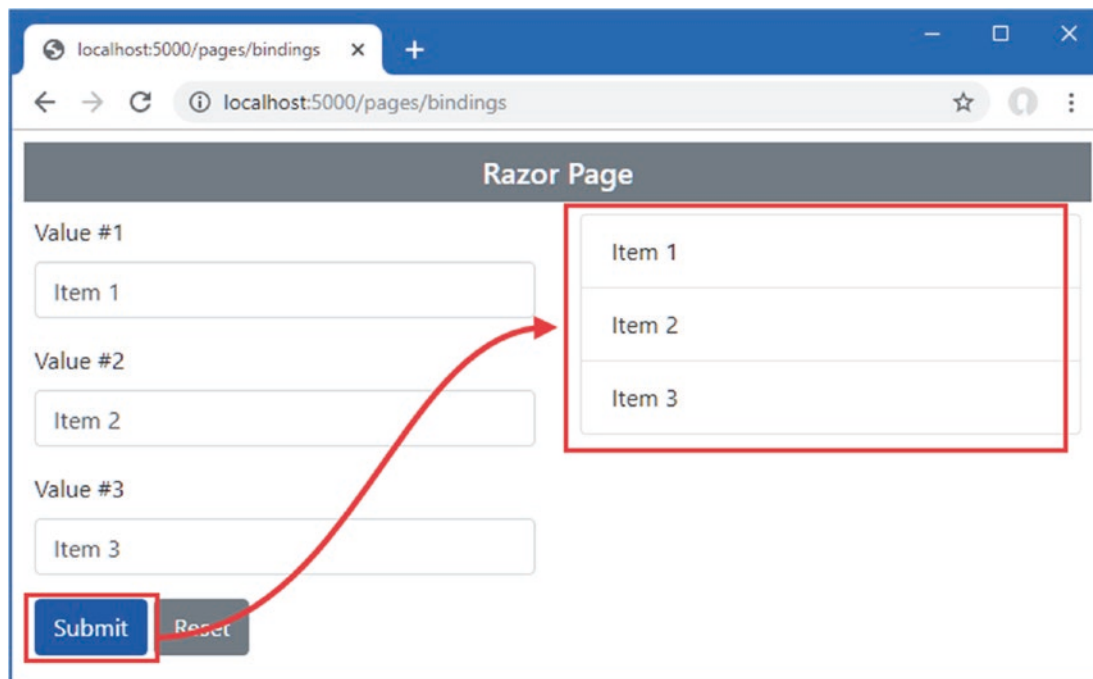 localhost:5000/pages/bindings
localhost:5000/pages/bindings
Razor Page
Value #1
Item 1
Value #2
Item 2
Value #3
Item 3
Submit
Reset
Item 1
Item 2
Item 3